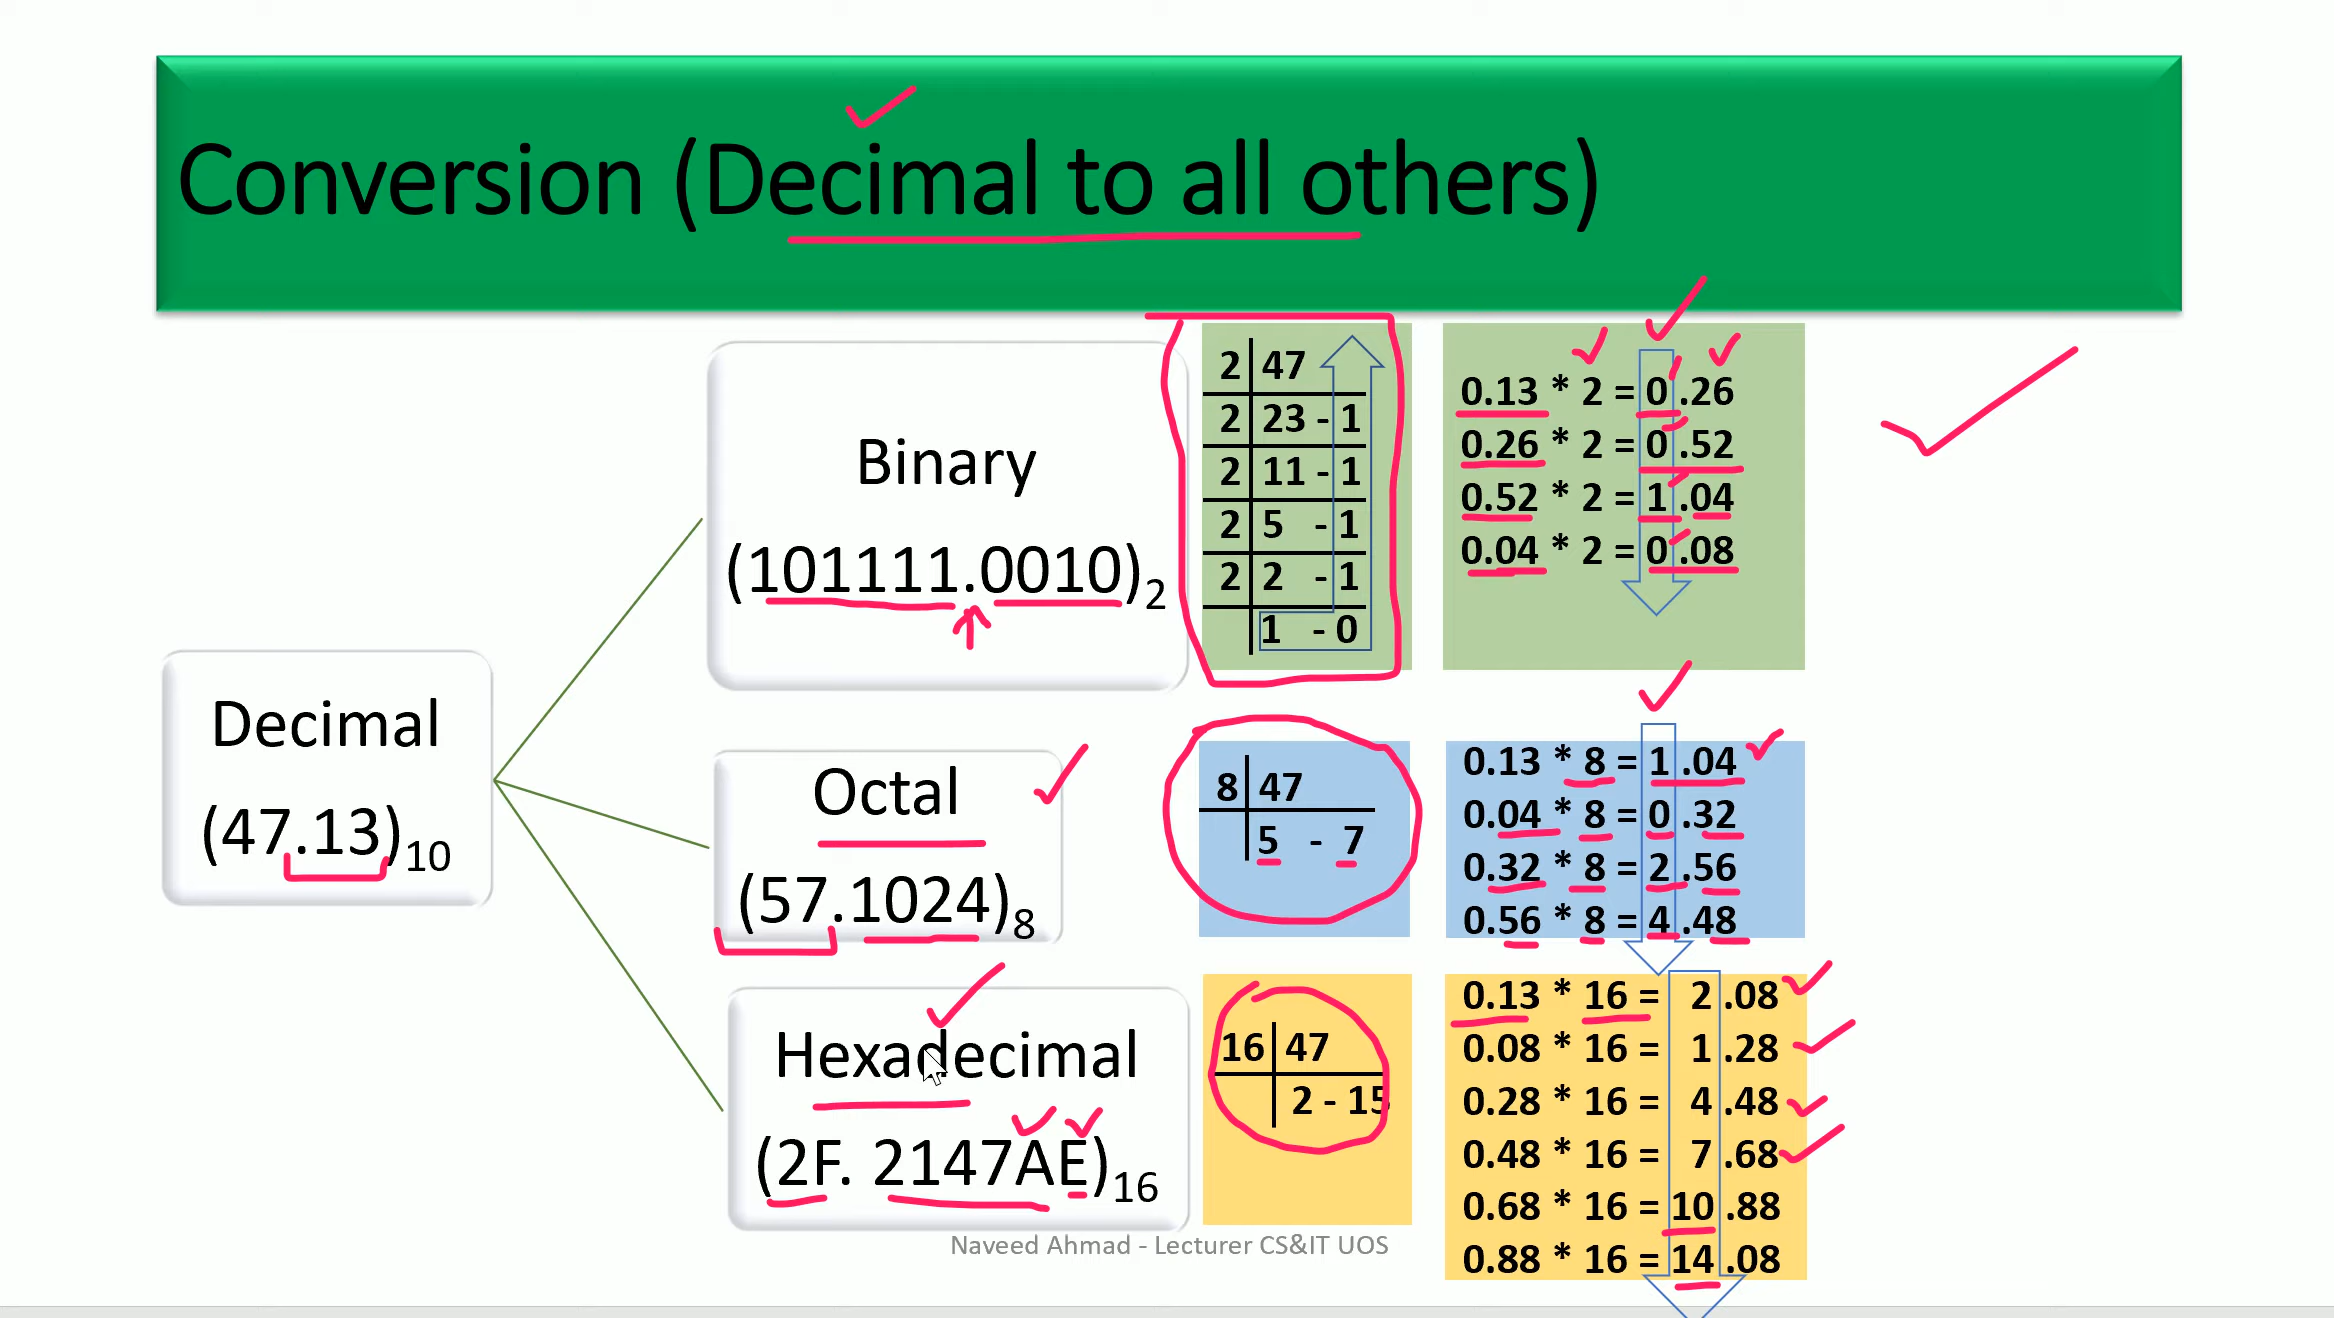 Conversion (Decimal to all others)
Decimal
(47.13)10
Binary
(101111.0010)2
2 47
2 23 - 1
2 11 - 1
2 5 - 1
2 2 - 1
1 - 0
0.13 * 2 = 0 .26
0.26 * 2 = 0 .52
0.52 * 2 = 1 .04
0.04 * 2 = 0 .08
Octal
(57.1024)8
8 47
5 - 7
0.13 * 8 = 1 .04
0.04 * 8 = 0 .32
0.32 * 8 = 2 .56
0.56 * 8 = 4 .48
Hexadecimal
(2F. 2147AE)16
16 47
2 - 15
0.13 * 16 = 2 .08
0.08 * 16 = 1 .28
0.28 * 16 = 4 .48
0.48 * 16 = 7 .68
0.68 * 16 = 10 .88
0.88 * 16 = 14 .08
Naveed Ahmad - Lecturer CS&IT UOS